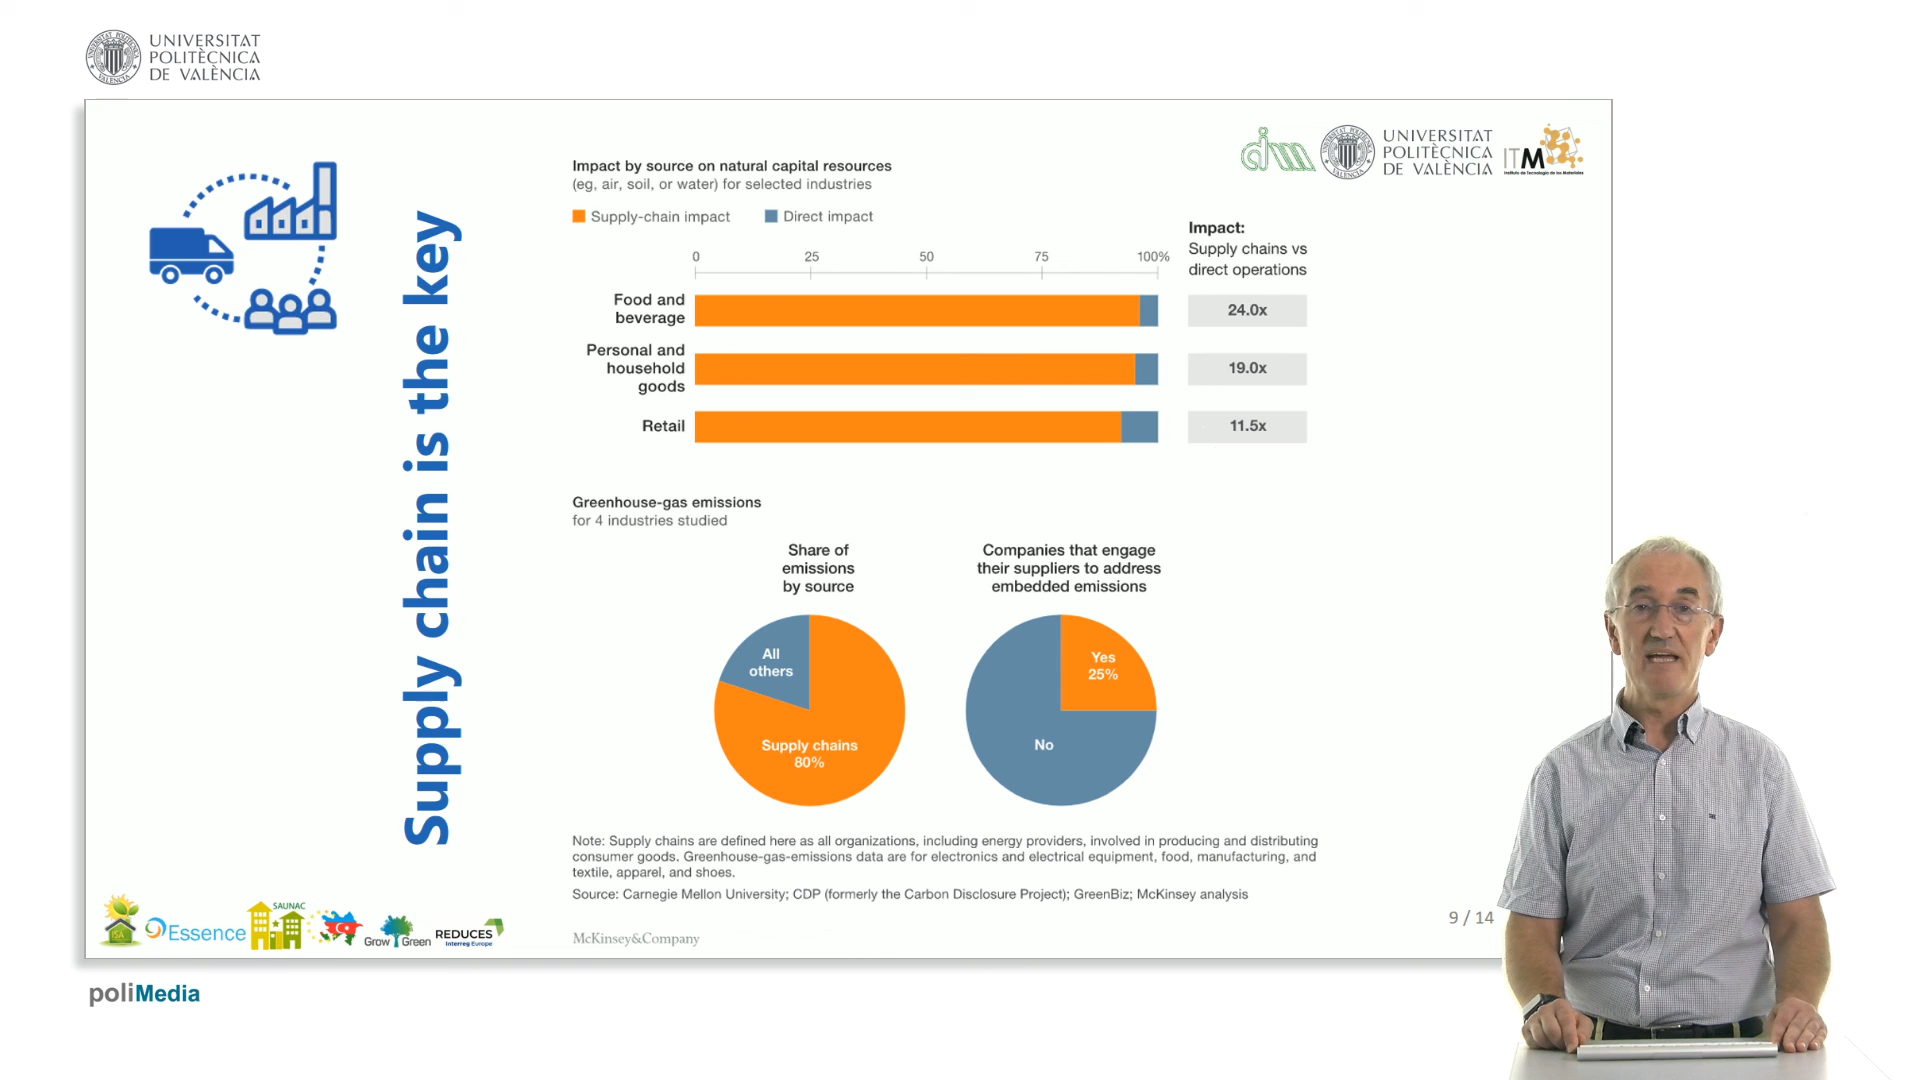 UNIVERSITAT
POLITÈCNICA
DE VALÈNCIA
Supply chain is the key
Impact by source on natural capital resources
(eg, air, soil, or water) for selected industries
Supply-chain impact
Direct impact
0 25 50 75 100%
Impact:
Supply chains vs
direct operations
Food and
beverage
24.0x
Personal and
household
goods
19.0x
Retail
11.5x
UNIVERSITAT
POLITÈCNICA
DE VALÈNCIA
ITM
Instituto de Tecnología de los Materiales
Greenhouse-gas emissions
for 4 industries studied
Share of
emissions
by source
All
others
Supply chains
80%
Companies that engage
their suppliers to address
embedded emissions
Yes
25%
No
Note: Supply chains are defined here as all organizations, including energy providers, involved in producing and distributing
consumer goods. Greenhouse-gas-emissions data are for electronics and electrical equipment, food, manufacturing, and
textile, apparel, and shoes.
Source: Carnegie Mellon University; CDP (formerly the Carbon Disclosure Project); GreenBiz; McKinsey analysis
McKinsey&Company
9 / 14
Essence
SAUNAC
Grow Green
REDUCES
Interreg Europe
poliMedia